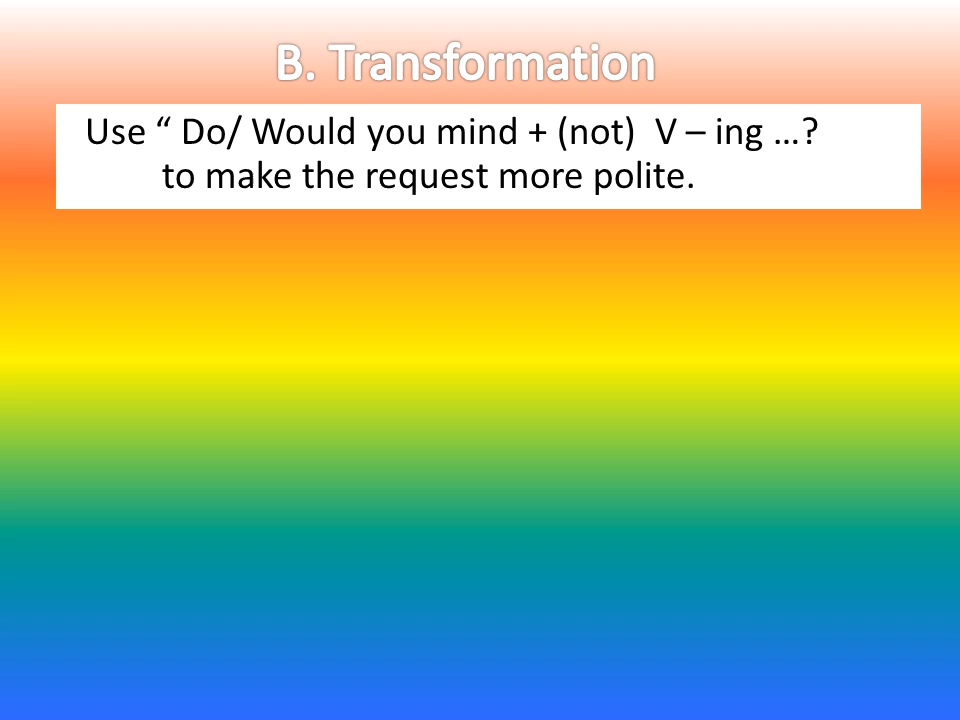 B. Transformation
Use “ Do/ Would you mind + (not) V – ing …?
to make the request more polite.